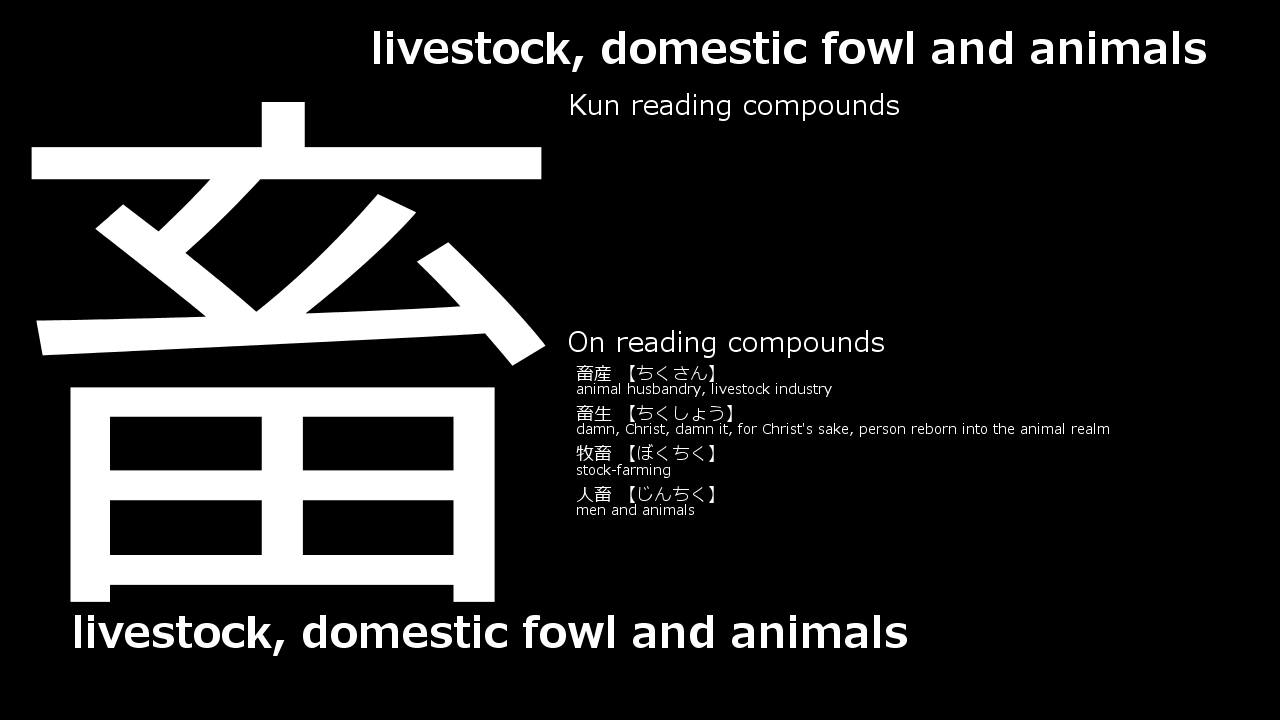 livestock, domestic fowl and animals
畜
Kun reading compounds
On reading compounds
畜産 【ちくさん】
animal husbandry, livestock industry
畜生 【ちくしょう】
damn, Christ, damn it, for Christ's sake, person reborn into the animal realm
牧畜 【ぼくちく】
stock-farming
人畜 【じんちく】
men and animals
livestock, domestic fowl and animals